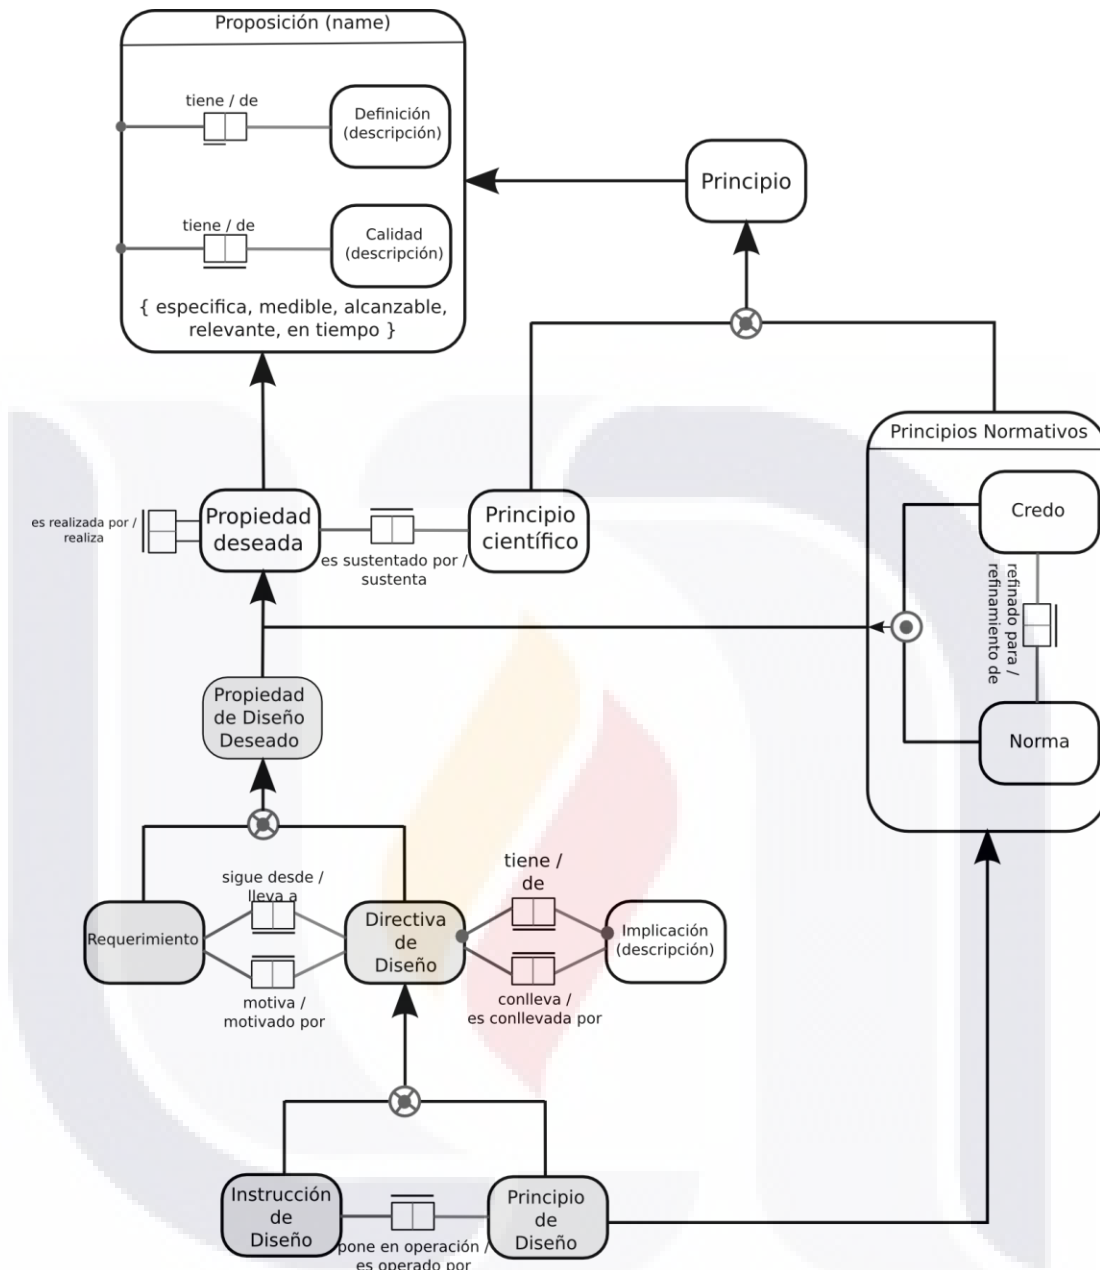 Proposición (name)
tiene / de
Definición
(descripción)
tiene / de
Calidad
(descripción)
{ especifica, medible, alcanzable,
relevante, en tiempo }
Principio
Principios Normativos
Credo
refinado para /
refinamiento de
Norma
es realizada por /
realiza
Propiedad
deseada
es sustentado por /
sustenta
Principio
científico
Propiedad
de Diseño
Deseado
sigue desde /
lleva a
Requerimiento
motiva /
motivado por
Directiva
de
Diseño
tiene /
de
conlleva /
es conllevada por
Implicación
(descripción)
Instrucción
de
Diseño
pone en operación /
es operado por
Principio
de
Diseño